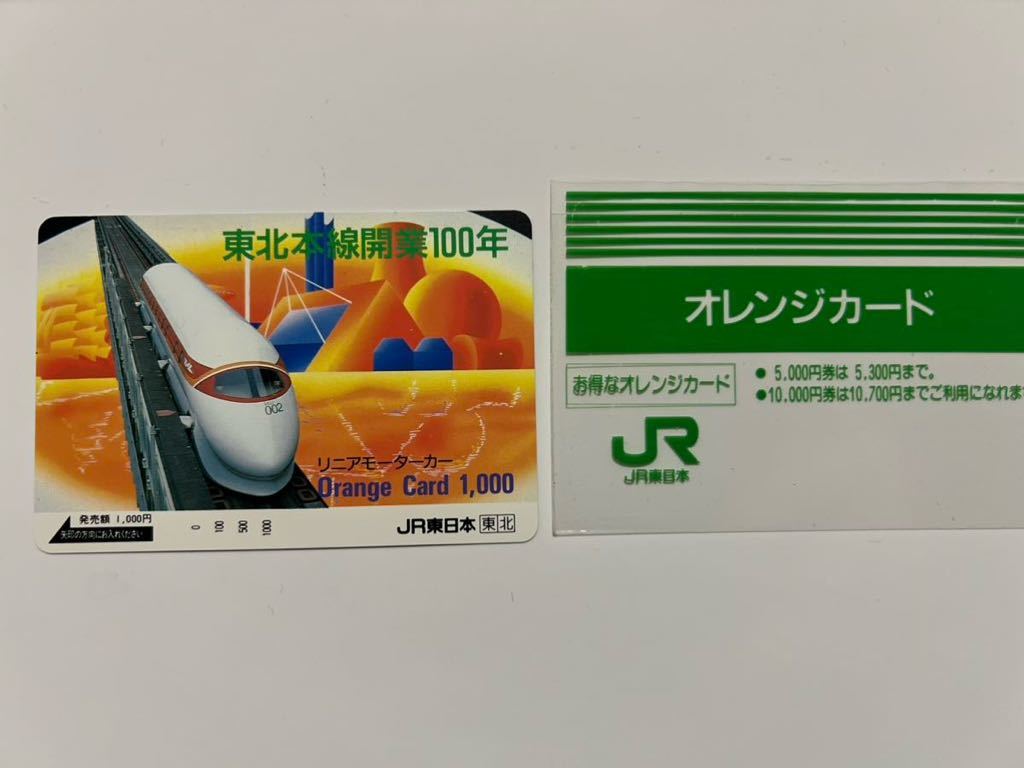 東北本線開業100年
002
リニアモーターカー
Orange Card 1,000
発売額 1,000円
矢印の方向にお入れください
0 100 500 1000
JR東日本 東北
オレンジカード
お得なオレンジカード
● 5,000円券は 5,300円まで。
●10,000円券は10,700円までご利用になれま
JR
JR東日本